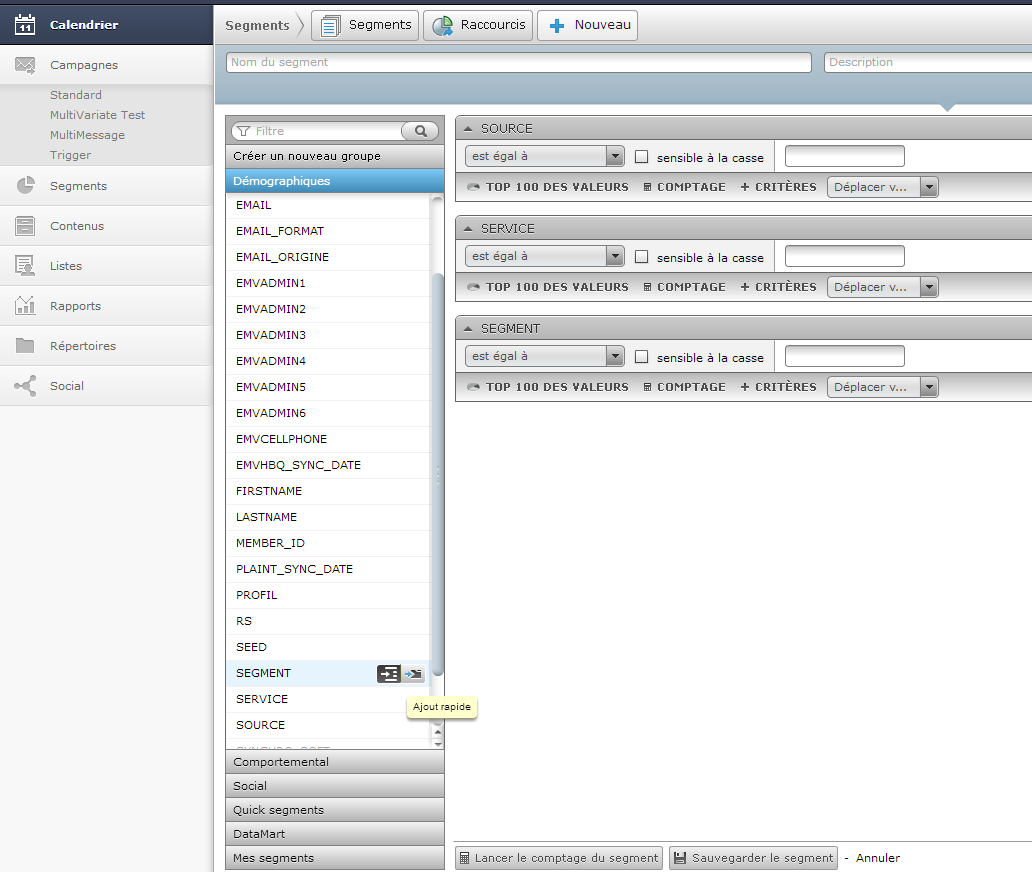 11 Calendrier
Campagnes
Standard
MultiVariate Test
MultiMessage
Trigger
Segments
Contenus
Listes
Rapports
Répertoires
Social
Segments Segments Raccourcis Nouveau
Nom du segment Description
Filtre
Créer un nouveau groupe
Démographiques
EMAIL
EMAIL_FORMAT
EMAIL_ORIGINE
EMVADMIN1
EMVADMIN2
EMVADMIN3
EMVADMIN4
EMVADMIN5
EMVADMIN6
EMVCELLPHONE
EMVHBQ_SYNC_DATE
FIRSTNAME
LASTNAME
MEMBER_ID
PLAINT_SYNC_DATE
PROFIL
RS
SEED
SEGMENT
Ajout rapide
SERVICE
SOURCE
Comportemental
Social
Quick segments
DataMart
Mes segments
SOURCE
est égal à sensible à la casse
TOP 100 DES VALEURS COMPTAGE + CRITÈRES Déplacer v...
SERVICE
est égal à sensible à la casse
TOP 100 DES VALEURS COMPTAGE + CRITÈRES Déplacer v...
SEGMENT
est égal à sensible à la casse
TOP 100 DES VALEURS COMPTAGE + CRITÈRES Déplacer v...
Lancer le comptage du segment Sauvegarder le segment - Annuler